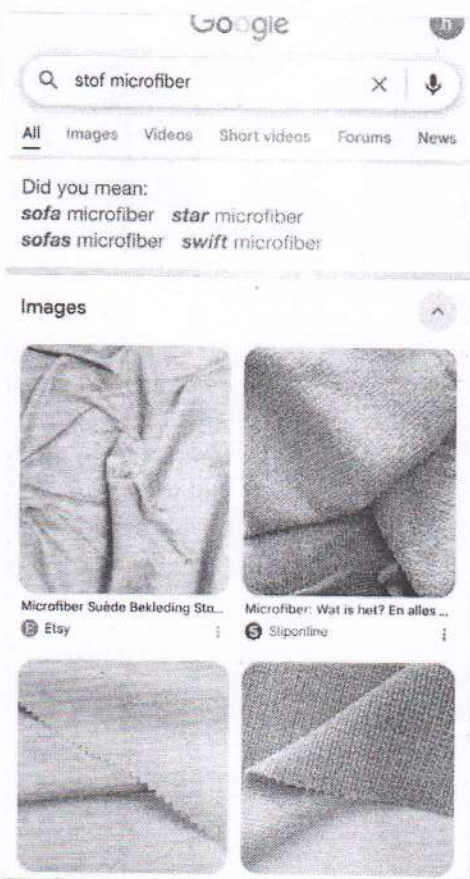 Google
h
stof microfiber
All Images Videos Short videos Forums News
Did you mean:
sofa microfiber star microfiber
sofas microfiber swift microfiber
Images
Microfiber Suède Bekleding Sto... Microfiber: Wat is het? En alles ...
E Etsy S Sliponline